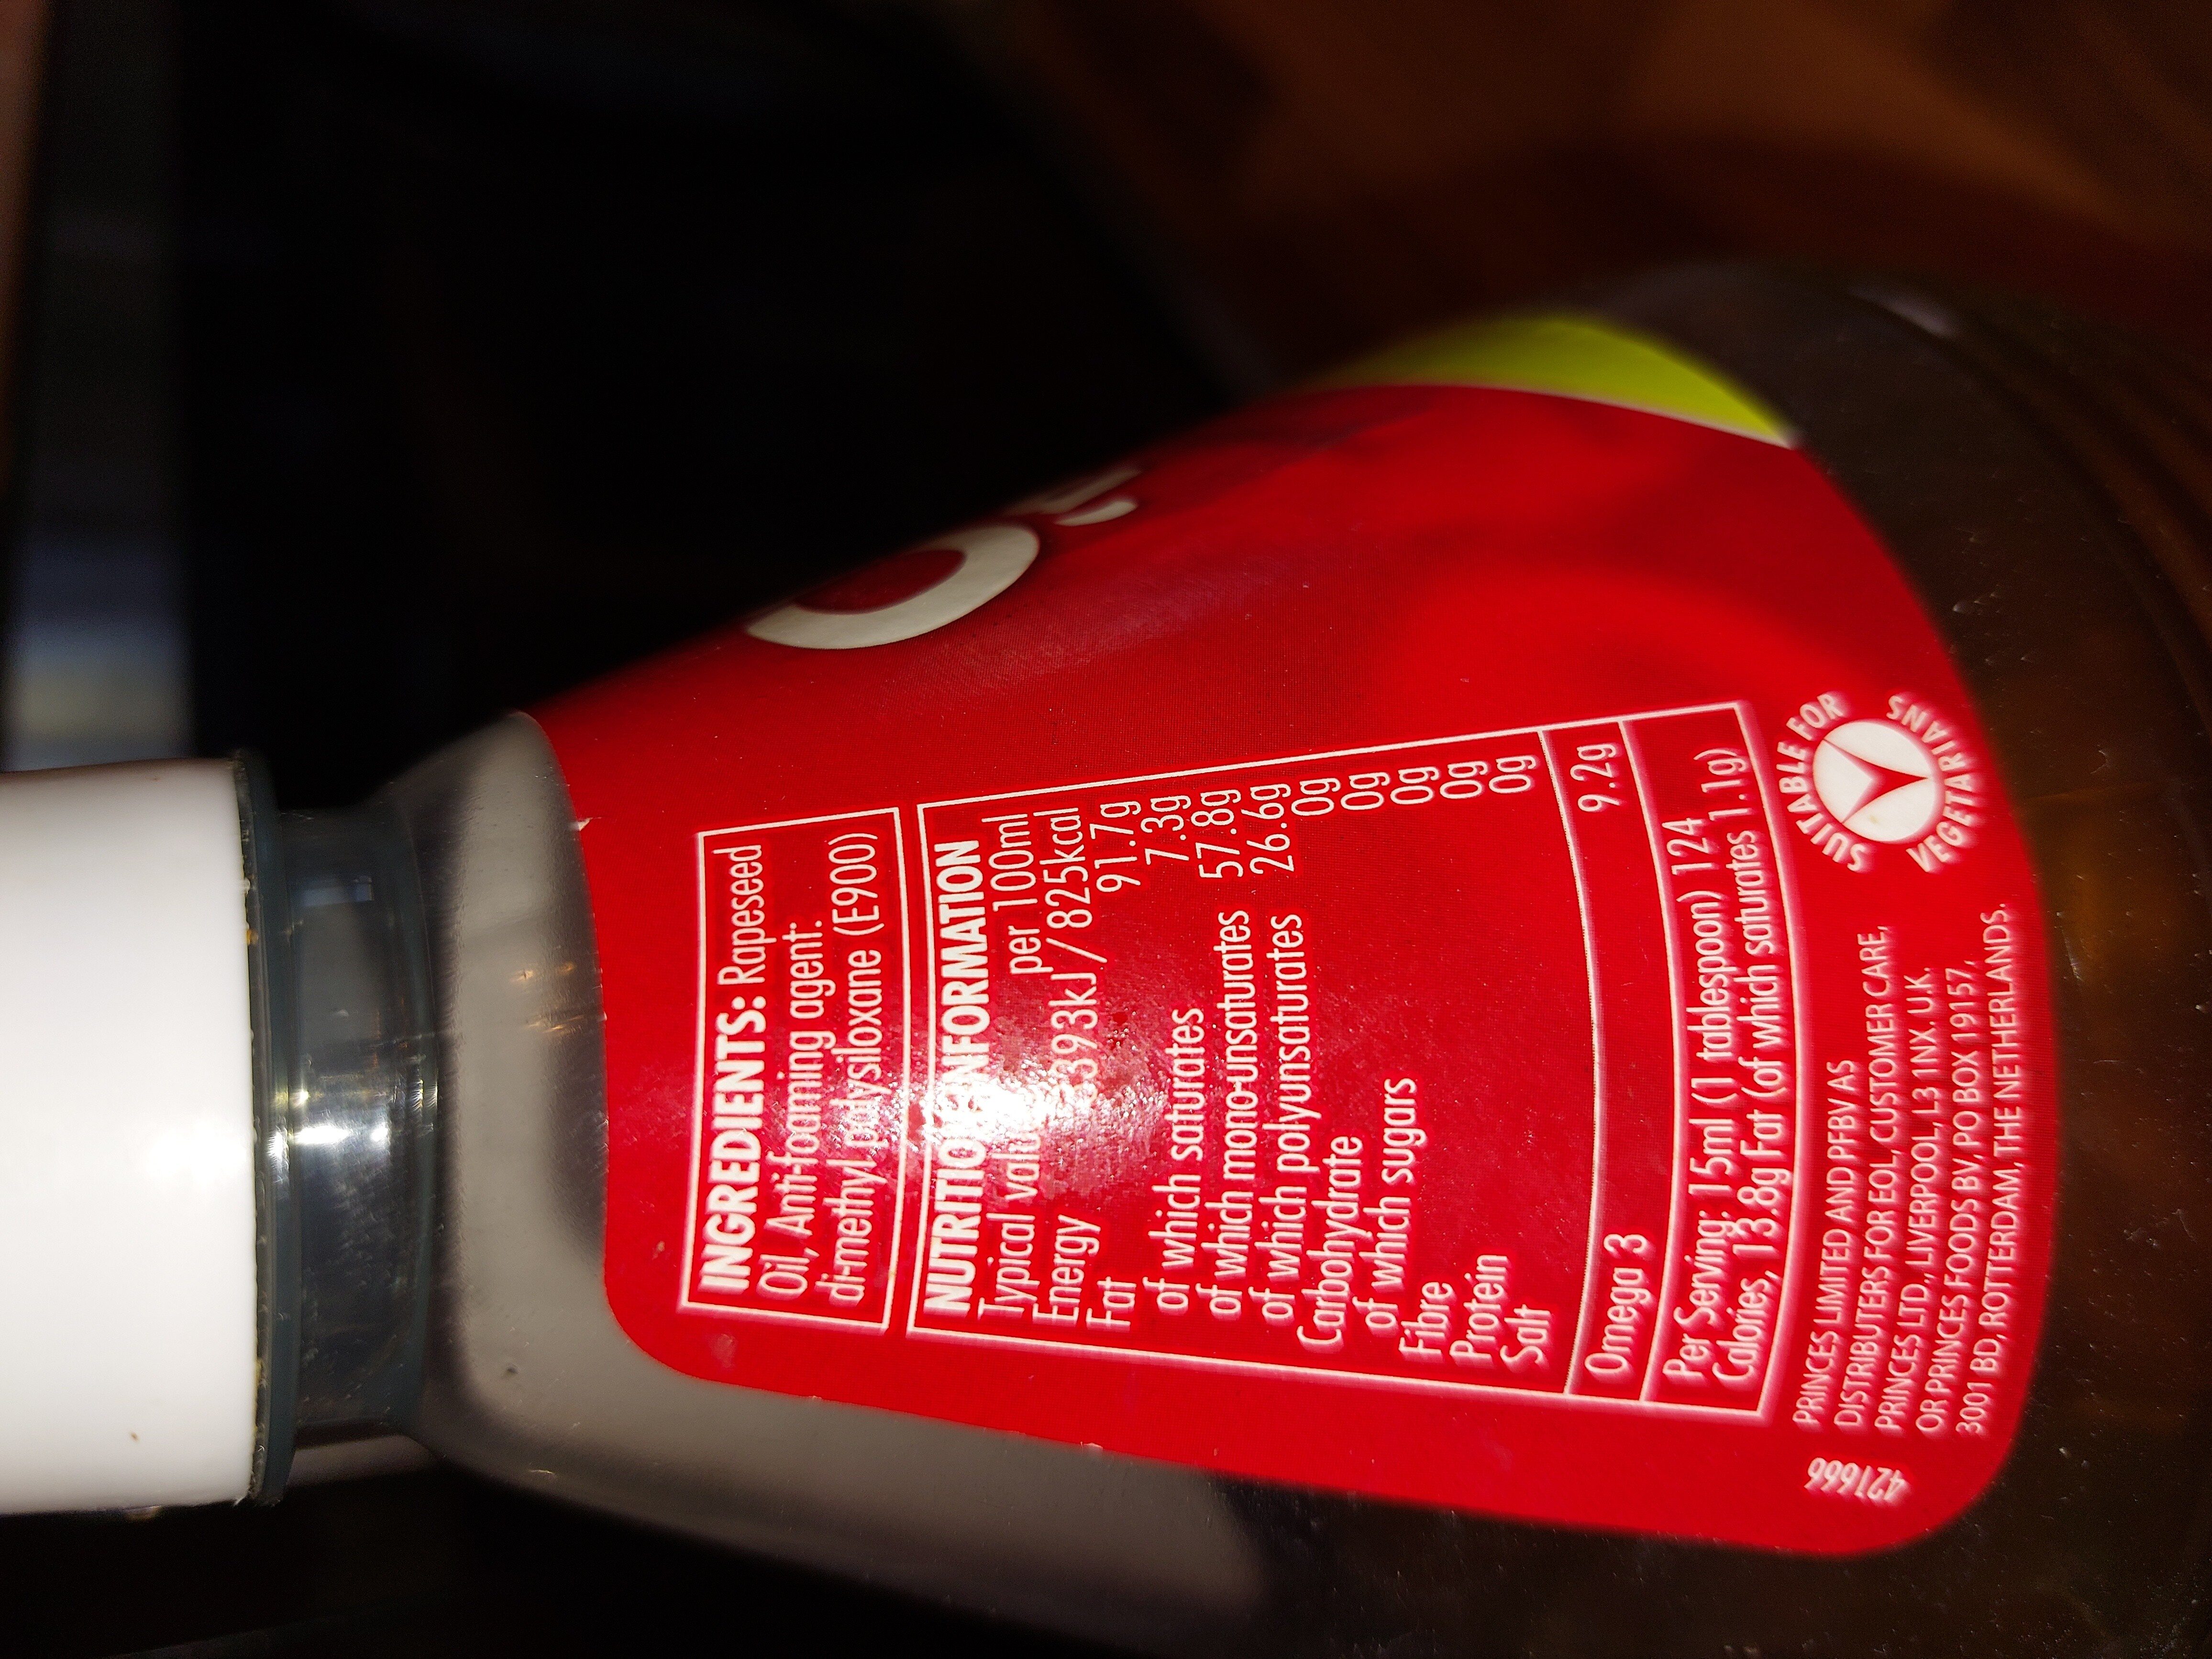 INGREDIENTS: Rapeseed
Oil, Anti-foaming agent:
di-methyl polysiloxane (E900)
NUTRITION INFORMATION
Typical values per 100ml
Energy 3393kJ / 825kcal
Fat 91.7g
of which saturates 7.3g
of which mono-unsaturates 57.8g
of which polyunsaturates 26.6g
Carbohydrate 0g
of which sugars 0g
Fibre 0g
Protein 0g
Salt 0g
Omega 3 9.2g
Per Serving: 15ml (1 tablespoon) 124
Calories, 13.8g Fat (of which saturates 1.1g)
SUITABLE FOR
VEGETARIANS
PRINCES LIMITED AND PFBV AS
DISTRIBUTERS FOR EOL, CUSTOMER CARE,
PRINCES LTD, LIVERPOOL, L3 1NX. U.K.
OR PRINCES FOODS BV, PO BOX 19157,
3001 BD, ROTTERDAM, THE NETHERLANDS.
421666